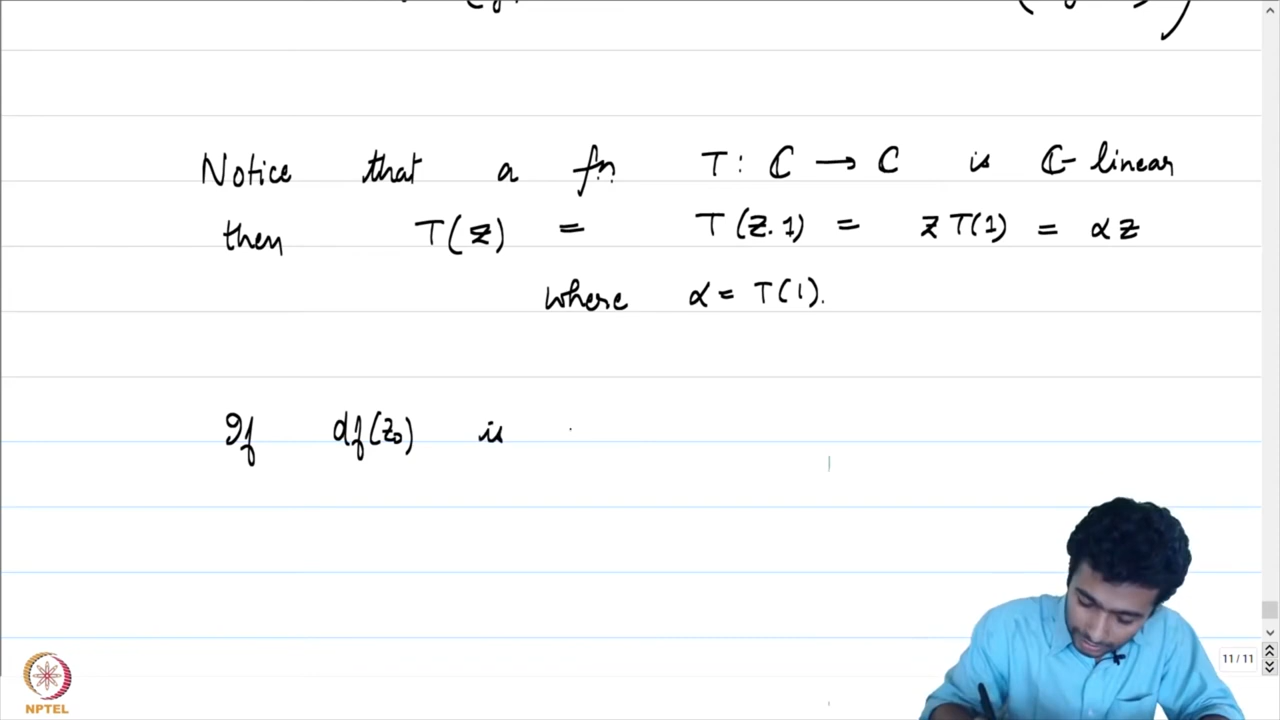 Notice that a fn. T : ℂ → ℂ is ℂ-linear
then T(z) = T(z.1) = z T(1) = αz
where α = T(1).
If df(z₀) is
11/11
NPTEL